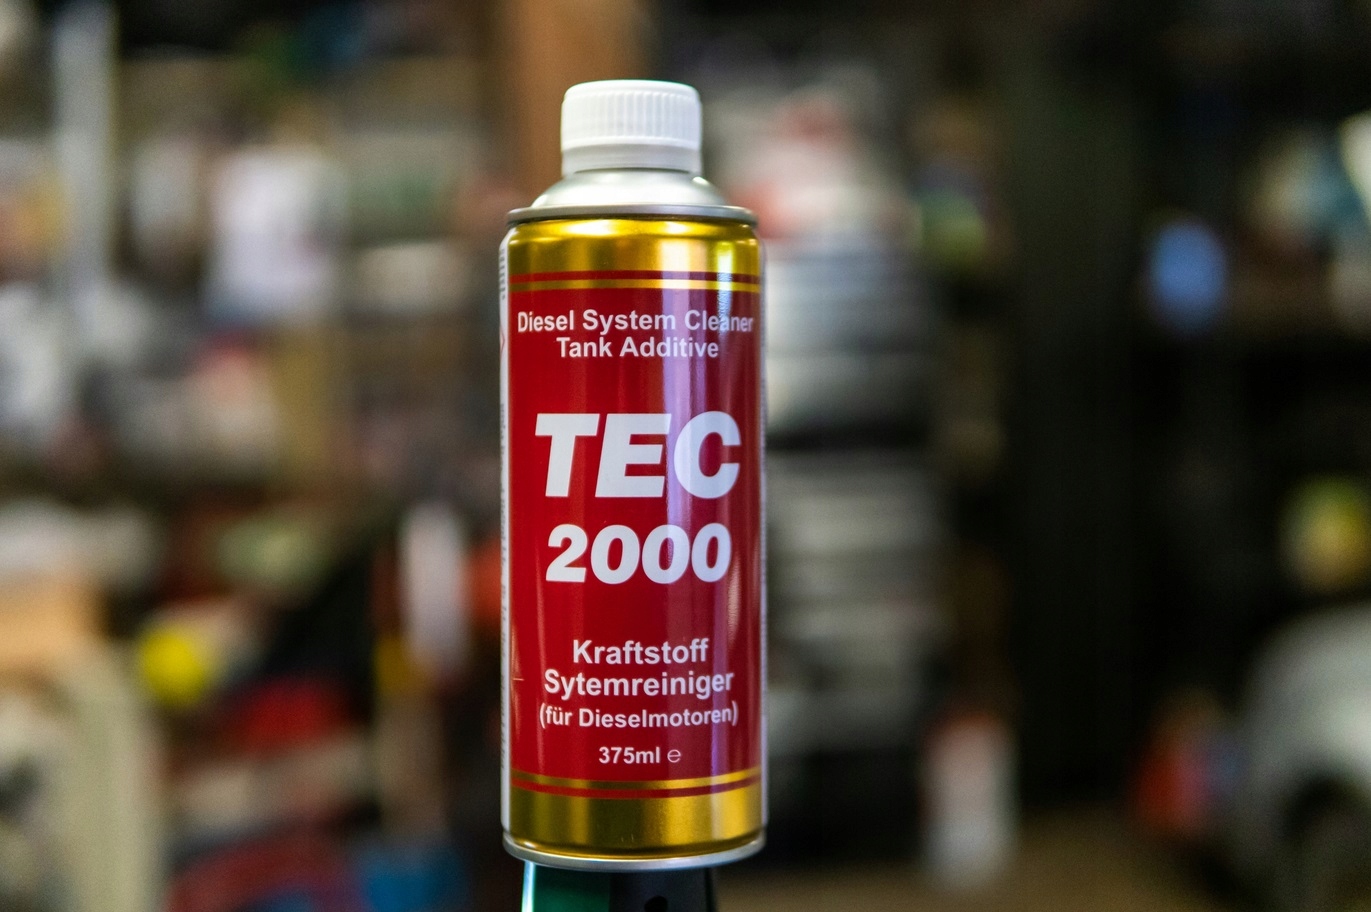 Diesel System Cleaner
Tank Additive
TEC
2000
Kraftstoff
Sytemreiniger
(für Dieselmotoren)
375ml ℮